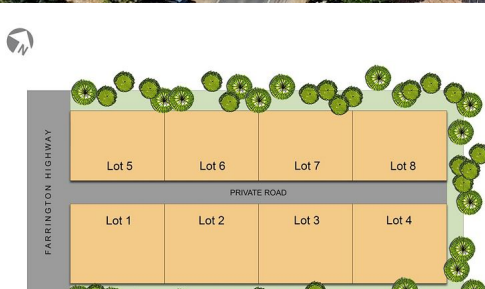 N
FARRINGTON HIGHWAY
Lot 5
Lot 6
Lot 7
Lot 8
PRIVATE ROAD
Lot 1
Lot 2
Lot 3
Lot 4